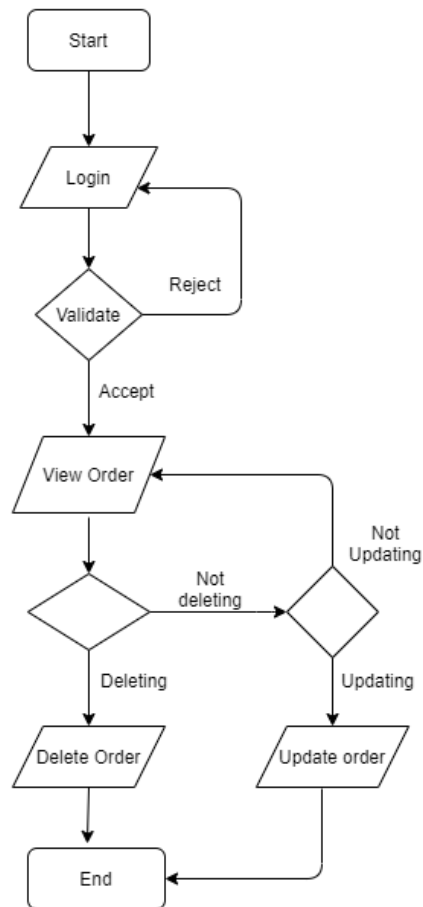 Start
Login
Reject
Validate
Accept
View Order
Not
Updating
Not
deleting
Deleting
Updating
Delete Order
Update order
End